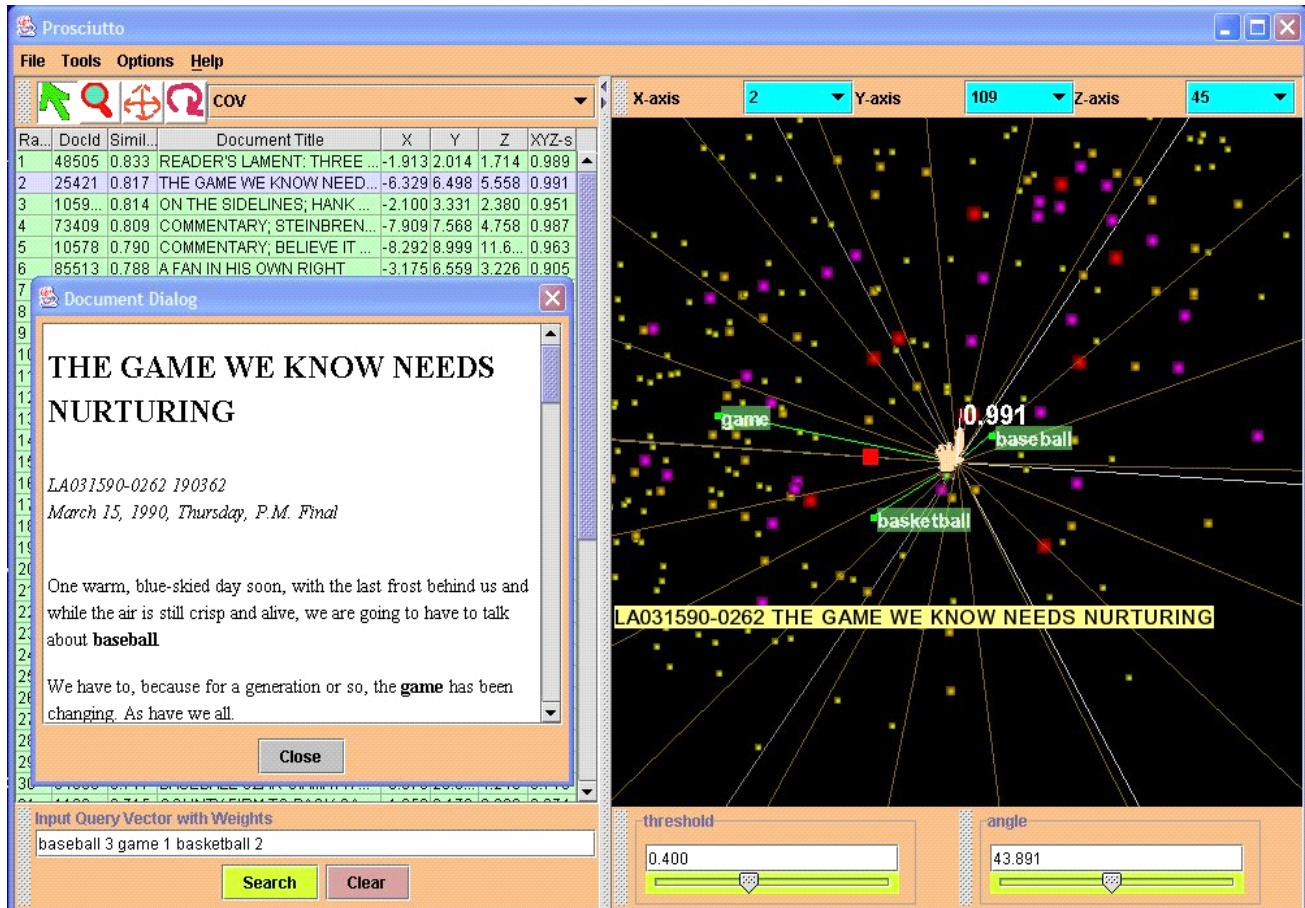 Prosciutto
File Tools Options Help
COV
X-axis 2 Y-axis 109 Z-axis 45
Ra... DocId Simil... Document Title X Y Z XYZ-s
1 48505 0.833 READER'S LAMENT: THREE ... -1.913 2.014 1.714 0.989
2 25421 0.817 THE GAME WE KNOW NEED... -6.329 6.498 5.558 0.991
3 1059... 0.814 ON THE SIDELINES; HANK ... -2.100 3.331 2.380 0.951
4 73409 0.809 COMMENTARY; STEINBREN... -7.909 7.568 4.758 0.987
5 10578 0.790 COMMENTARY; BELIEVE IT ... -8.292 8.999 11.6... 0.963
6 85513 0.788 A FAN IN HIS OWN RIGHT -3.175 6.559 3.226 0.905
7
8
9
Document Dialog
THE GAME WE KNOW NEEDS
NURTURING
LA031590-0262 190362
March 15, 1990, Thursday, P.M. Final
One warm, blue-skied day soon, with the last frost behind us and
while the air is still crisp and alive, we are going to have to talk
about baseball.
We have to, because for a generation or so, the game has been
changing. As have we all.
Close
30
Input Query Vector with Weights
baseball 3 game 1 basketball 2
Search Clear
0.991
game
baseball
basketball
LA031590-0262 THE GAME WE KNOW NEEDS NURTURING
threshold
0.400
angle
43.891